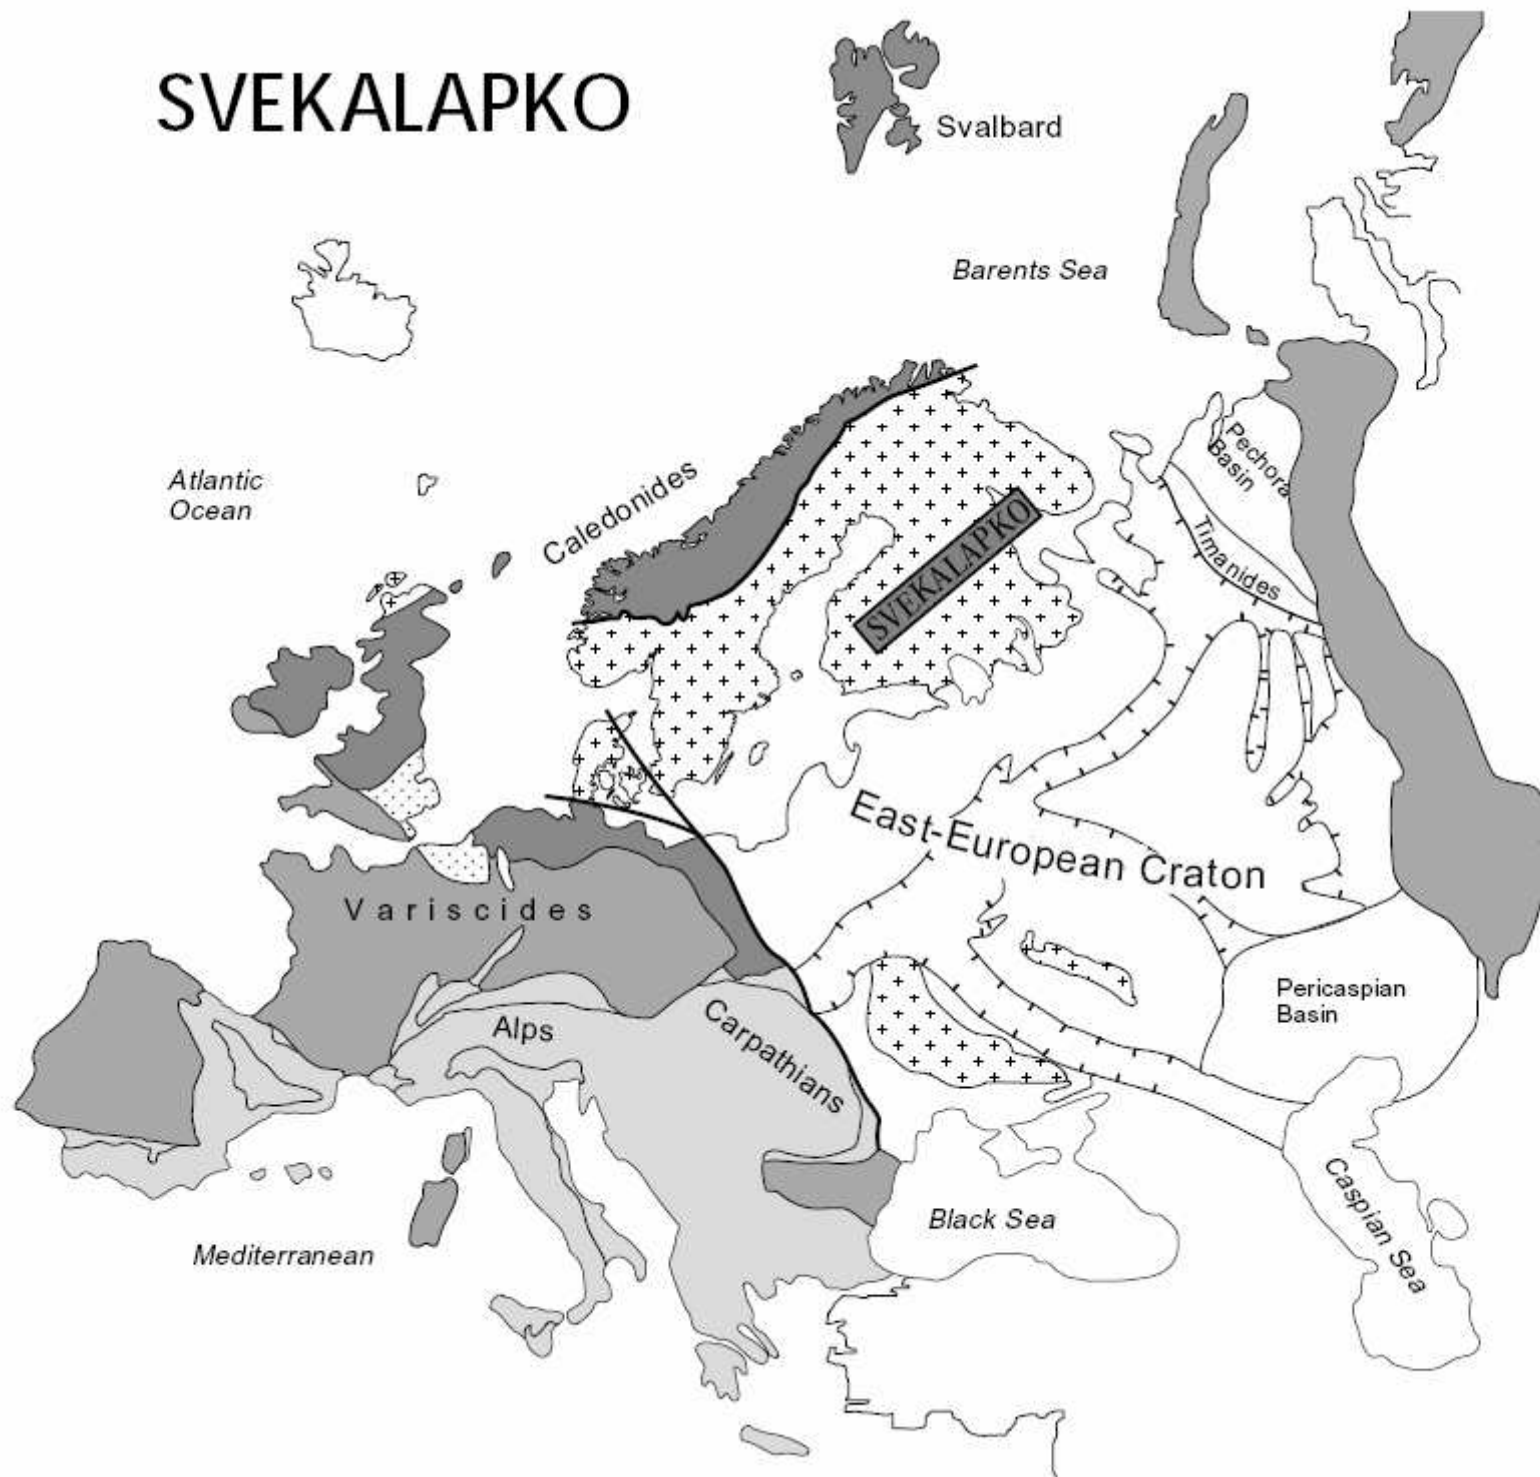 SVEKALAPKO
Svalbard
Barents Sea
Atlantic
Ocean
Caledonides
Pechora
Basin
Timanides
SVEKALAPKO
East-European Craton
Variscides
Pericaspian
Basin
Alps
Carpathians
Black Sea
Caspian Sea
Mediterranean